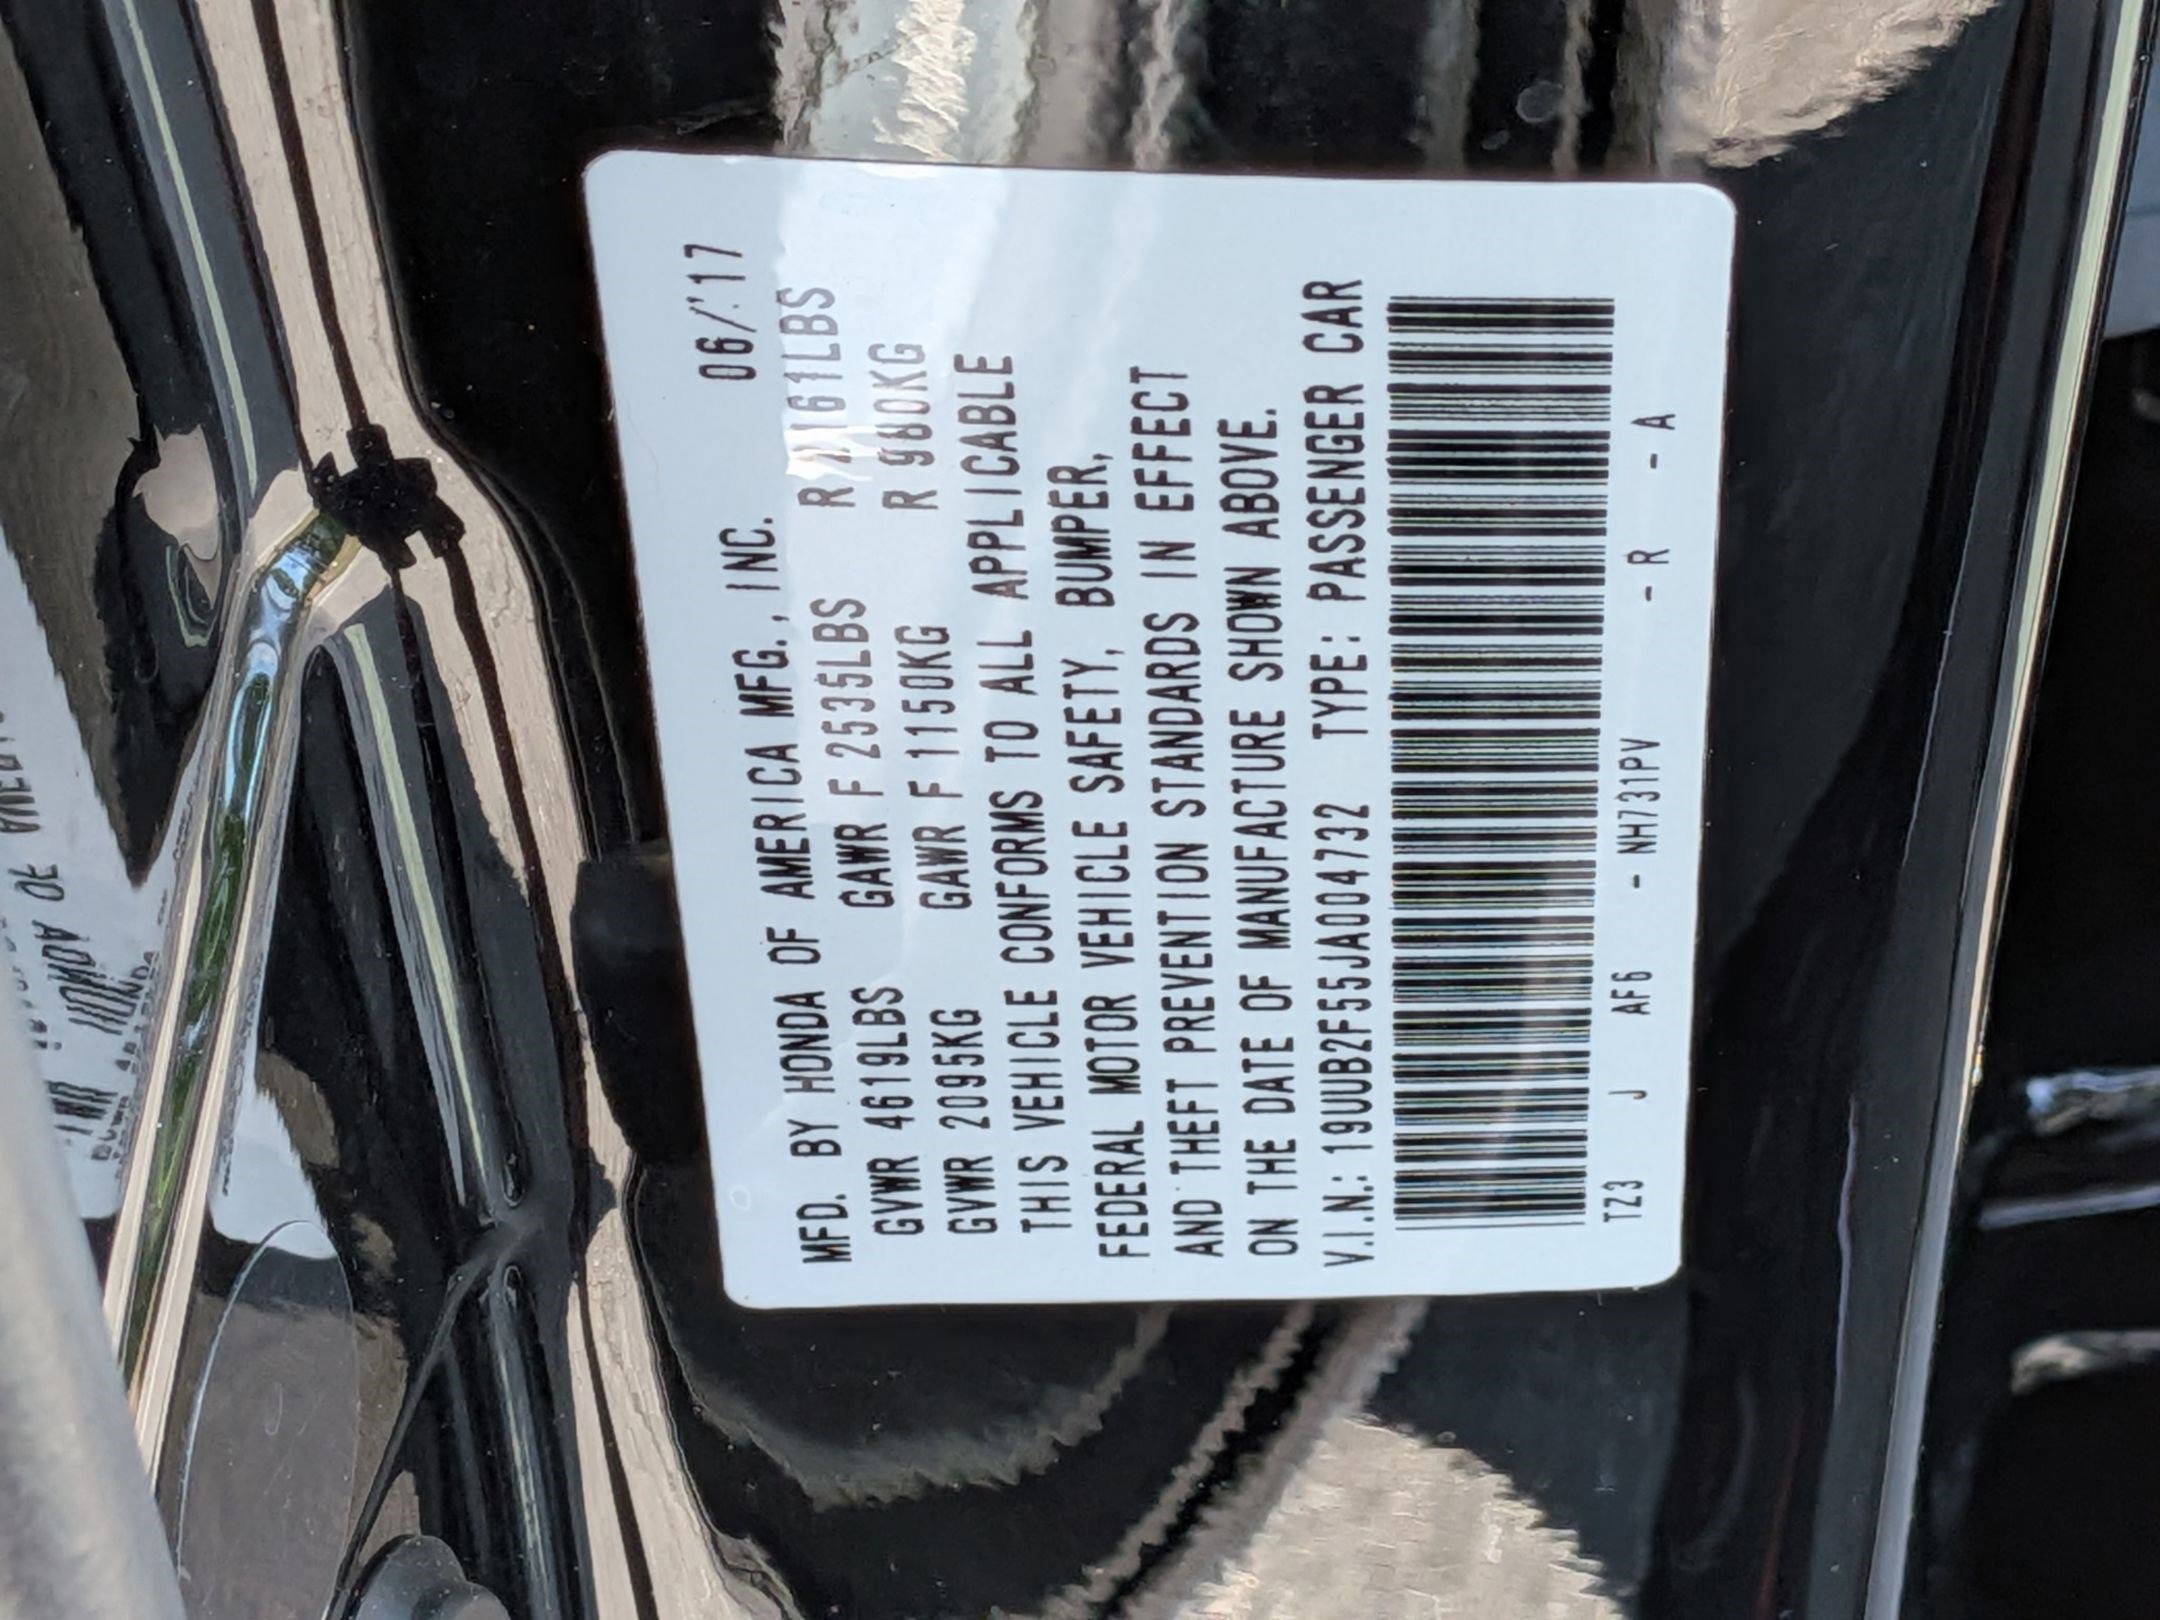 MFD. BY HONDA OF AMERICA MFG., INC. 06/'17
GVWR 4619LBS GAWR F 2535LBS R 2161LBS
GVWR 2095KG GAWR F 1150KG R 980KG
THIS VEHICLE CONFORMS TO ALL APPLICABLE
FEDERAL MOTOR VEHICLE SAFETY, BUMPER,
AND THEFT PREVENTION STANDARDS IN EFFECT
ON THE DATE OF MANUFACTURE SHOWN ABOVE.
V.I.N.: 19UUB2F55JA004732 TYPE: PASSENGER CAR
TZ3 J AF6 - NH731PV - R - A